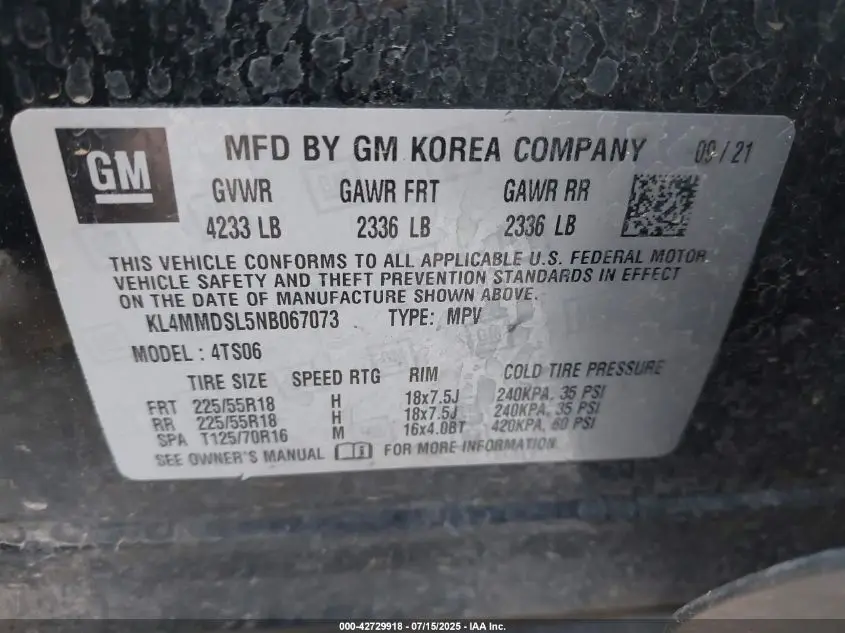 GM
MFD BY GM KOREA COMPANY 09/21
GVWR GAWR FRT GAWR RR
4233 LB 2336 LB 2336 LB
THIS VEHICLE CONFORMS TO ALL APPLICABLE U.S. FEDERAL MOTOR
VEHICLE SAFETY AND THEFT PREVENTION STANDARDS IN EFFECT
ON THE DATE OF MANUFACTURE SHOWN ABOVE.
KL4MMDSL5NB067073 TYPE: MPV
MODEL: 4TS06
TIRE SIZE SPEED RTG RIM COLD TIRE PRESSURE
FRT 225/55R18 H 18x7.5J 240KPA, 35 PSI
RR 225/55R18 H 18x7.5J 240KPA, 35 PSI
SPA T125/70R16 M 16x4.0BT 420KPA, 60 PSI
SEE OWNER'S MANUAL FOR MORE INFORMATION
000-42729918 - 07/15/2025 - IAA Inc.